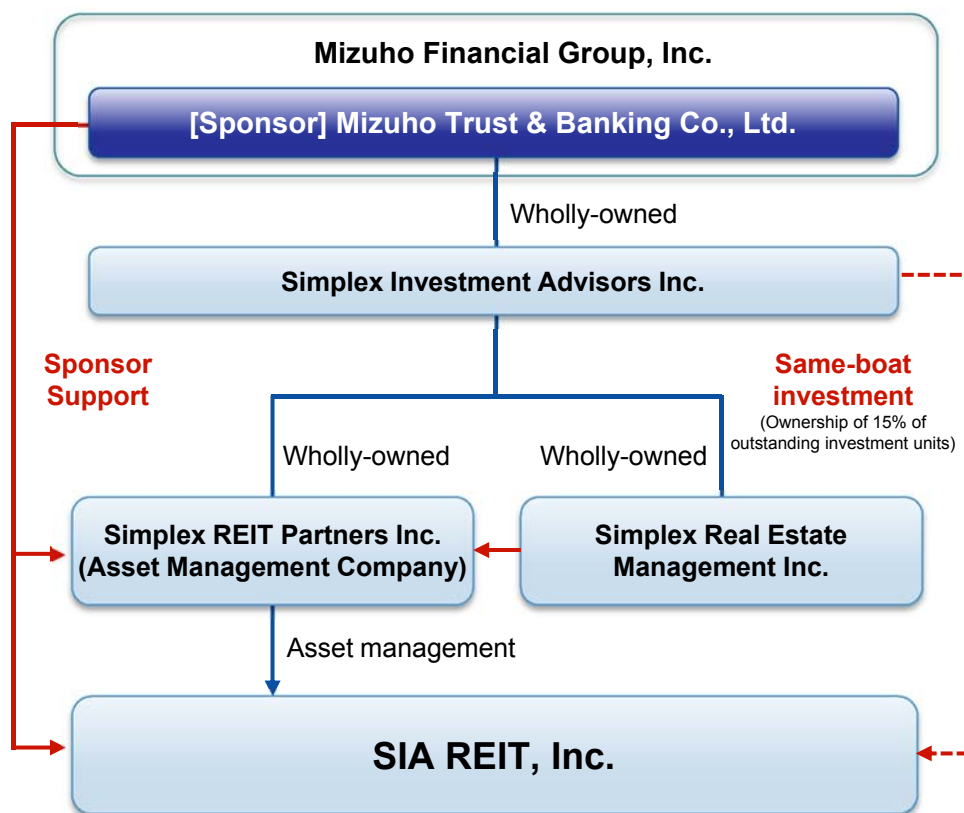 Mizuho Financial Group, Inc.
[Sponsor] Mizuho Trust & Banking Co., Ltd.
Wholly-owned
Simplex Investment Advisors Inc.
Sponsor
Support
Same-boat
investment
(Ownership of 15% of
outstanding investment units)
Wholly-owned
Wholly-owned
Simplex REIT Partners Inc.
(Asset Management Company)
Simplex Real Estate
Management Inc.
Asset management
SIA REIT, Inc.